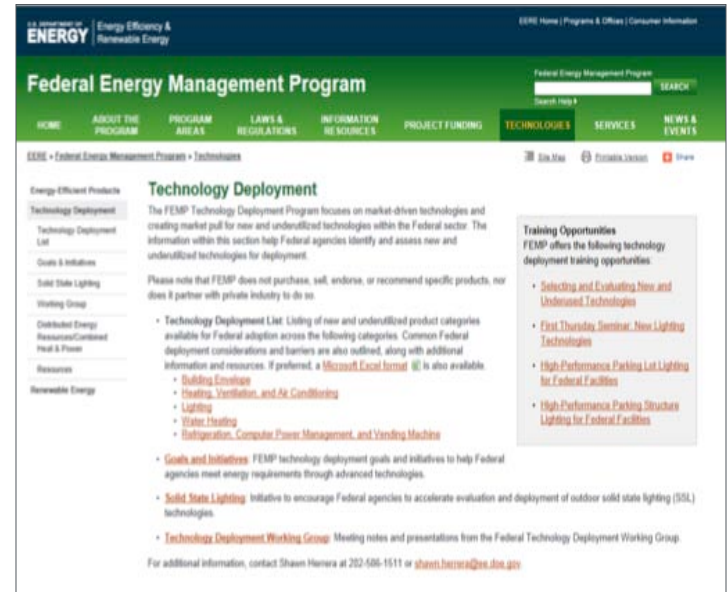 U.S. DEPARTMENT OF
ENERGY
Energy Efficiency &
Renewable Energy
EERE Home | Programs & Offices | Consumer Information
Federal Energy Management Program
Federal Energy Management Program
SEARCH
Search Help
HOME
ABOUT THE
PROGRAM
PROGRAM
AREAS
LAWS &
REGULATIONS
INFORMATION
RESOURCES
PROJECT FUNDING
TECHNOLOGIES
SERVICES
NEWS &
EVENTS
EERE » Federal Energy Management Program » Technologies
Site Map
Printable Version
Share
Energy-Efficient Products
Technology Deployment
Technology Deployment
List
Goals & Initiatives
Solid State Lighting
Working Group
Distributed Energy
Resources/Combined
Heat & Power
Resources
Renewable Energy
Technology Deployment
The FEMP Technology Deployment Program focuses on market-driven technologies and
creating market pull for new and underutilized technologies within the Federal sector. The
information within this section help Federal agencies identify and assess new and
underutilized technologies for deployment.
Please note that FEMP does not purchase, sell, endorse, or recommend specific products, nor
does it partner with private industry to do so.
• Technology Deployment List: Listing of new and underutilized product categories
available for Federal adoption across the following categories. Common Federal
deployment considerations and barriers are also outlined, along with additional
information and resources. If preferred, a Microsoft Excel format is also available.
• Building Envelope
• Heating, Ventilation, and Air Conditioning
• Lighting
• Water Heating
• Refrigeration, Computer Power Management, and Vending Machine
• Goals and Initiatives: FEMP technology deployment goals and initiatives to help Federal
agencies meet energy requirements through advanced technologies.
• Solid State Lighting: Initiative to encourage Federal agencies to accelerate evaluation and deployment of outdoor solid state lighting (SSL)
technologies.
• Technology Deployment Working Group: Meeting notes and presentations from the Federal Technology Deployment Working Group.
For additional information, contact Shawn Herrera at 202-586-1511 or shawn.herrera@ee.doe.gov
Training Opportunities
FEMP offers the following technology
deployment training opportunities:
• Selecting and Evaluating New and
Underused Technologies
• First Thursday Seminar: New Lighting
Technologies
• High-Performance Parking Lot Lighting
for Federal Facilities
• High-Performance Parking Structure
Lighting for Federal Facilities